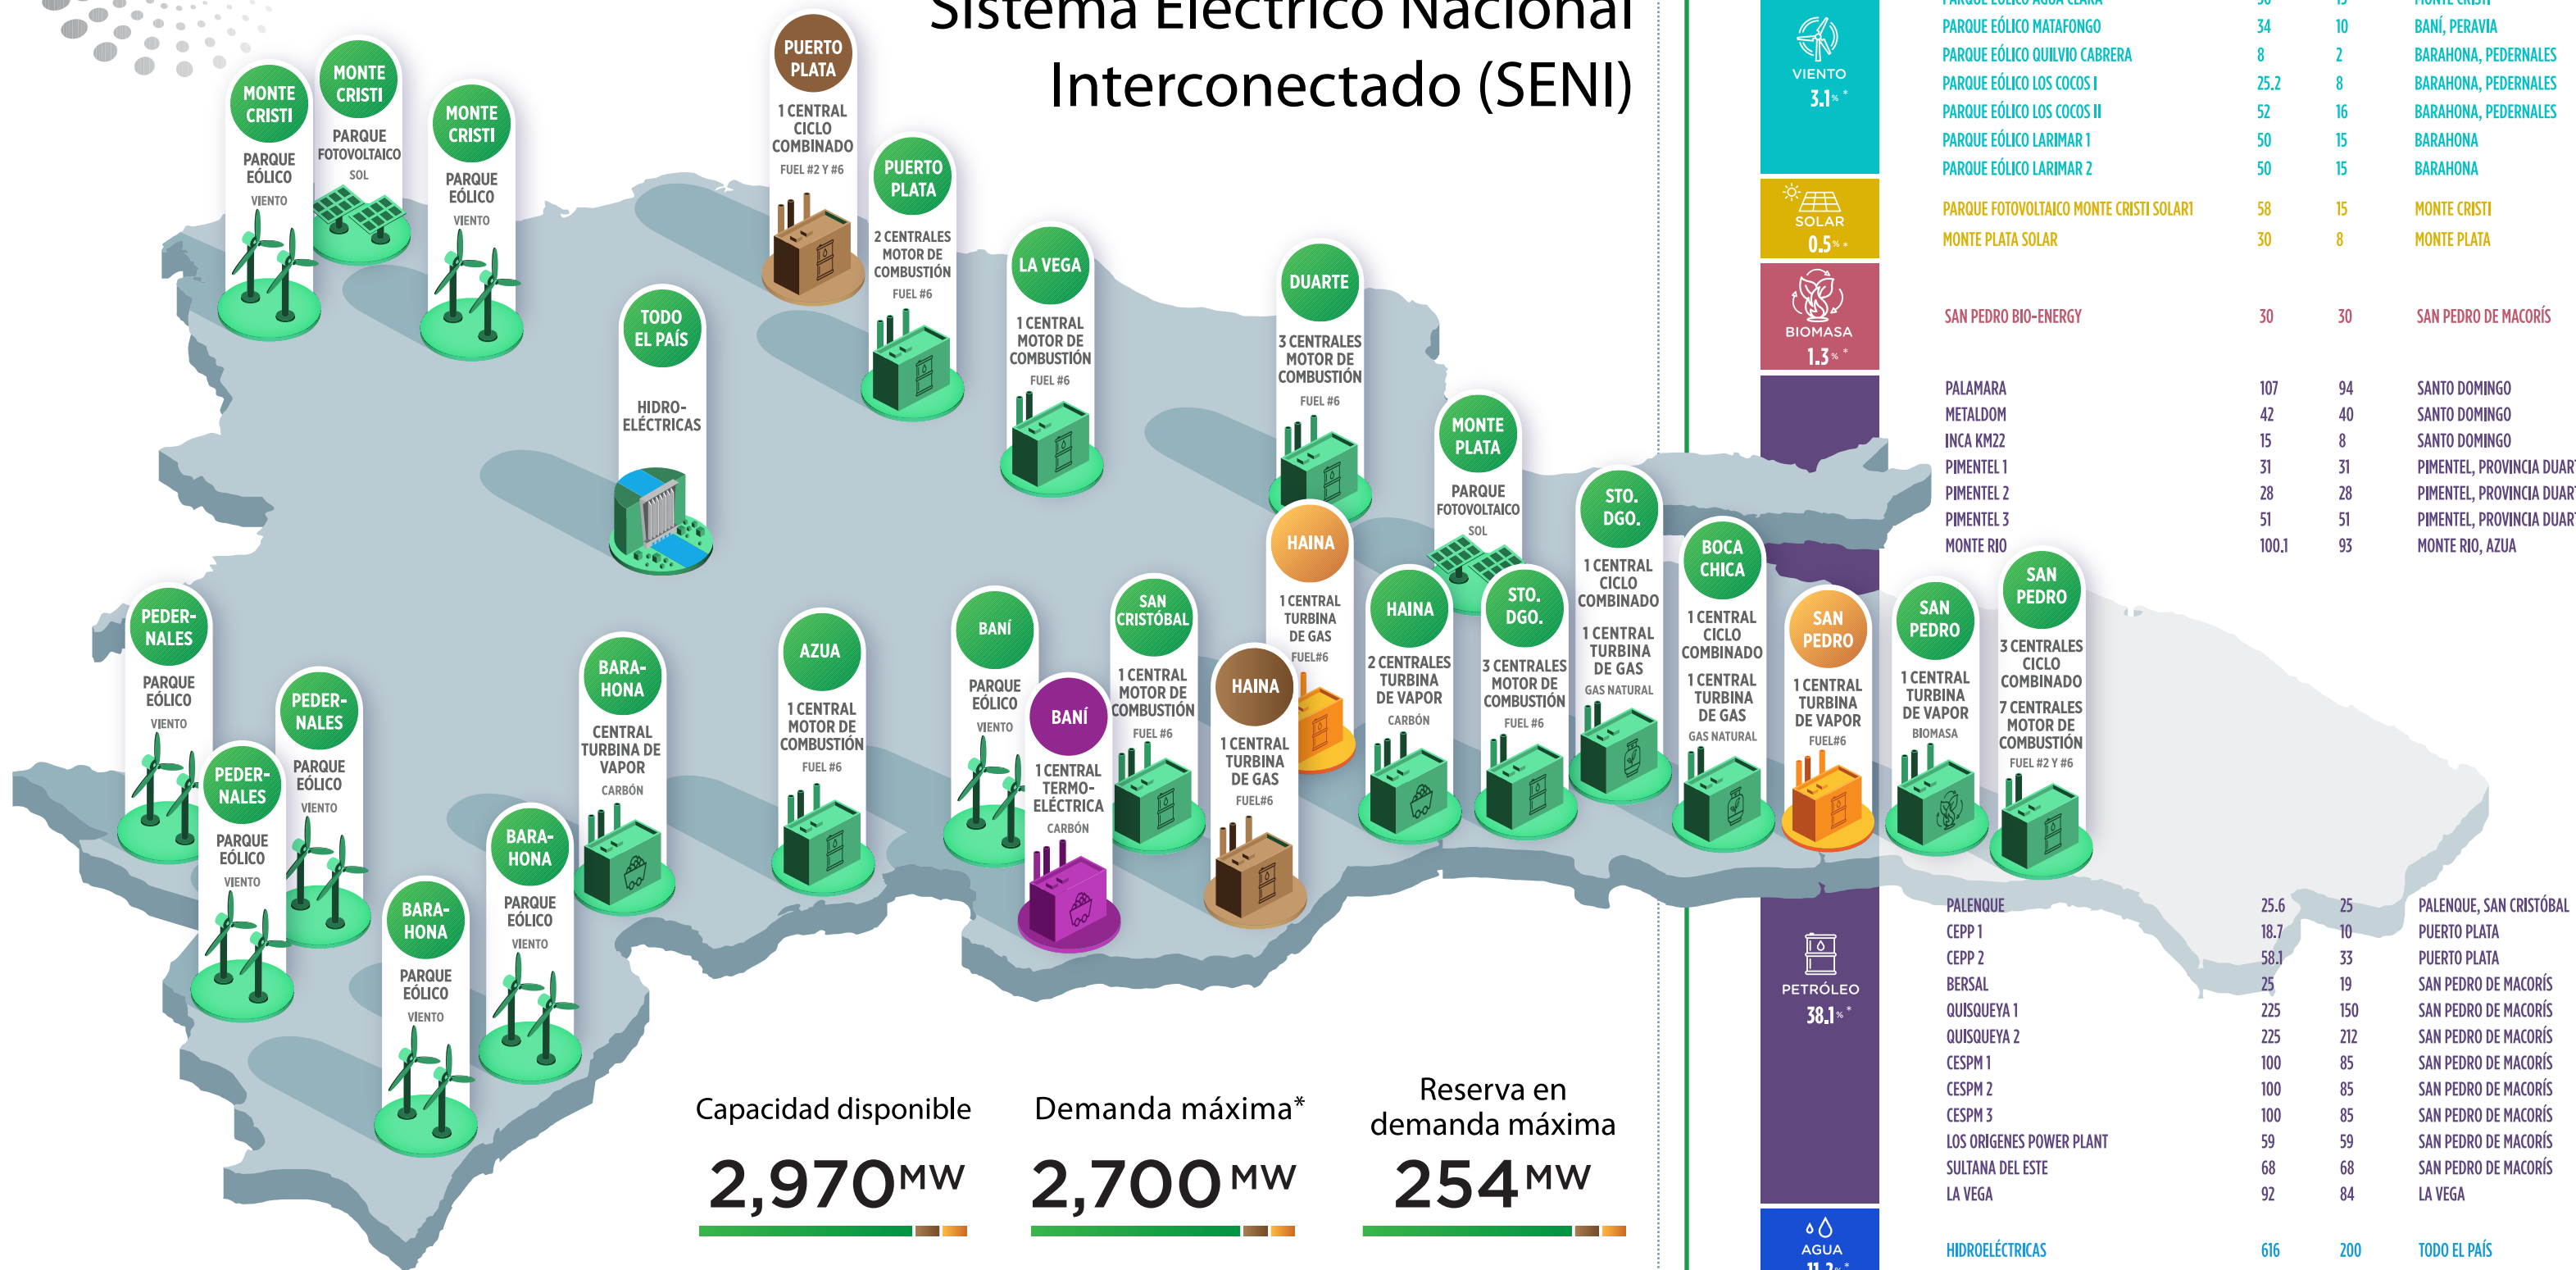 Sistema Eléctrico Nacional
Interconectado (SENI)
MONTE
CRISTI
PARQUE
EÓLICO
VIENTO
MONTE
CRISTI
PARQUE
FOTOVOLTAICO
SOL
MONTE
CRISTI
PARQUE
EÓLICO
VIENTO
PUERTO
PLATA
1 CENTRAL
CICLO
COMBINADO
FUEL #2 Y #6
PUERTO
PLATA
2 CENTRALES
MOTOR DE
COMBUSTIÓN
FUEL #6
LA VEGA
1 CENTRAL
MOTOR DE
COMBUSTIÓN
FUEL #6
DUARTE
3 CENTRALES
MOTOR DE
COMBUSTIÓN
FUEL #6
TODO
EL PAÍS
HIDRO-
ELÉCTRICAS
MONTE
PLATA
PARQUE
FOTOVOLTAICO
SOL
STO.
DGO.
1 CENTRAL
CICLO
COMBINADO
1 CENTRAL
TURBINA
DE GAS
GAS NATURAL
BOCA
CHICA
1 CENTRAL
CICLO
COMBINADO
1 CENTRAL
TURBINA
DE GAS
GAS NATURAL
SAN
PEDRO
1 CENTRAL
TURBINA
DE VAPOR
FUEL#6
SAN
PEDRO
1 CENTRAL
TURBINA
DE VAPOR
BIOMASA
SAN
PEDRO
3 CENTRALES
CICLO
COMBINADO
7 CENTRALES
MOTOR DE
COMBUSTIÓN
FUEL #2 Y #6
PEDER-
NALES
PARQUE
EÓLICO
VIENTO
PEDER-
NALES
PARQUE
EÓLICO
VIENTO
PEDER-
NALES
PARQUE
EÓLICO
VIENTO
BARA-
HONA
PARQUE
EÓLICO
VIENTO
BARA-
HONA
PARQUE
EÓLICO
VIENTO
BARA-
HONA
CENTRAL
TURBINA DE
VAPOR
CARBÓN
AZUA
1 CENTRAL
MOTOR DE
COMBUSTIÓN
FUEL #6
BANÍ
PARQUE
EÓLICO
VIENTO
BANÍ
1 CENTRAL
TERMO-
ELÉCTRICA
CARBÓN
SAN
CRISTÓBAL
1 CENTRAL
MOTOR DE
COMBUSTIÓN
FUEL #6
HAINA
1 CENTRAL
TURBINA
DE GAS
FUEL#6
HAINA
1 CENTRAL
TURBINA
DE GAS
FUEL#6
HAINA
2 CENTRALES
TURBINA
DE VAPOR
CARBÓN
STO.
DGO.
3 CENTRALES
MOTOR DE
COMBUSTIÓN
FUEL #6
Capacidad disponible
2,970 MW
Demanda máxima*
2,700 MW
Reserva en
demanda máxima
254 MW
VIENTO
3.1% *
PARQUE EÓLICO MATAFONGO 34 10 BANÍ, PERAVIA
PARQUE EÓLICO QUILVIO CABRERA 8 2 BARAHONA, PEDERNALES
PARQUE EÓLICO LOS COCOS I 25.2 8 BARAHONA, PEDERNALES
PARQUE EÓLICO LOS COCOS II 52 16 BARAHONA, PEDERNALES
PARQUE EÓLICO LARIMAR 1 50 15 BARAHONA
PARQUE EÓLICO LARIMAR 2 50 15 BARAHONA
SOLAR
0.5% *
PARQUE FOTOVOLTAICO MONTE CRISTI SOLAR1 58 15 MONTE CRISTI
MONTE PLATA SOLAR 30 8 MONTE PLATA
BIOMASA
1.3% *
SAN PEDRO BIO-ENERGY 30 30 SAN PEDRO DE MACORÍS
PALAMARA 107 94 SANTO DOMINGO
METALDOM 42 40 SANTO DOMINGO
INCA KM22 15 8 SANTO DOMINGO
PIMENTEL 1 31 31 PIMENTEL, PROVINCIA DUAR
PIMENTEL 2 28 28 PIMENTEL, PROVINCIA DUAR
PIMENTEL 3 51 51 PIMENTEL, PROVINCIA DUAR
MONTE RIO 100.1 93 MONTE RIO, AZUA
PETRÓLEO
38.1% *
PALENQUE 25.6 25 PALENQUE, SAN CRISTÓBAL
CEPP 1 18.7 10 PUERTO PLATA
CEPP 2 58.1 33 PUERTO PLATA
BERSAL 25 19 SAN PEDRO DE MACORÍS
QUISQUEYA 1 225 150 SAN PEDRO DE MACORÍS
QUISQUEYA 2 225 212 SAN PEDRO DE MACORÍS
CESPM 1 100 85 SAN PEDRO DE MACORÍS
CESPM 2 100 85 SAN PEDRO DE MACORÍS
CESPM 3 100 85 SAN PEDRO DE MACORÍS
LOS ORIGENES POWER PLANT 59 59 SAN PEDRO DE MACORÍS
SULTANA DEL ESTE 68 68 SAN PEDRO DE MACORÍS
LA VEGA 92 84 LA VEGA
AGUA
11.2% *
HIDROELÉCTRICAS 616 200 TODO EL PAÍS